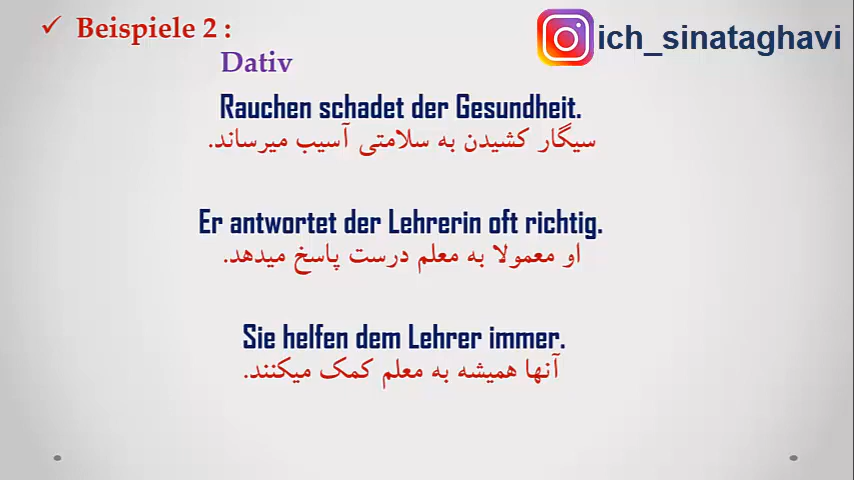 ✓ Beispiele 2 :
ich_sinataghavi
Dativ
Rauchen schadet der Gesundheit.
سیگار کشیدن به سلامتی آسیب میرساند.
Er antwortet der Lehrerin oft richtig.
او معمولا به معلم درست پاسخ میدهد.
Sie helfen dem Lehrer immer.
آنها همیشه به معلم کمک میکنند.